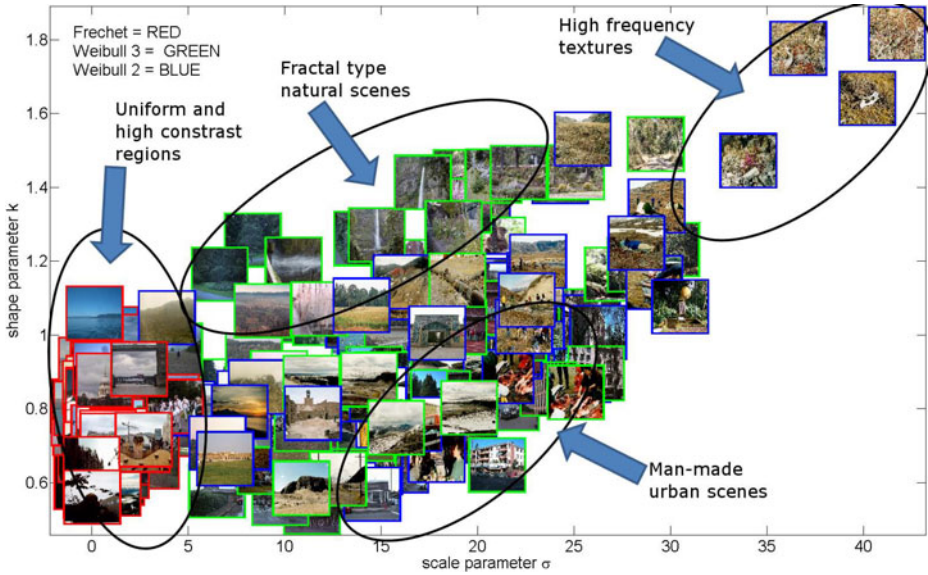 Frechet = RED
Weibull 3 = GREEN
Weibull 2 = BLUE
Uniform and
high constrast
regions
Fractal type
natural scenes
High frequency
textures
Man-made
urban scenes
shape parameter k
1.8
1.6
1.4
1.2
1
0.8
0.6
0 5 10 15 20 25 30 35 40
scale parameter σ